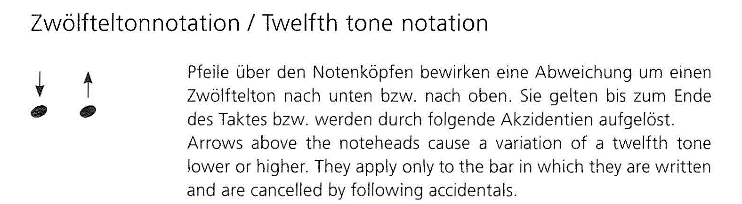 Zwölfteltonnotation / Twelfth tone notation
Pfeile über den Notenköpfen bewirken eine Abweichung um einen
Zwölftelton nach unten bzw. nach oben. Sie gelten bis zum Ende
des Taktes bzw. werden durch folgende Akzidentien aufgelöst.
Arrows above the noteheads cause a variation of a twelfth tone
lower or higher. They apply only to the bar in which they are written
and are cancelled by following accidentals.